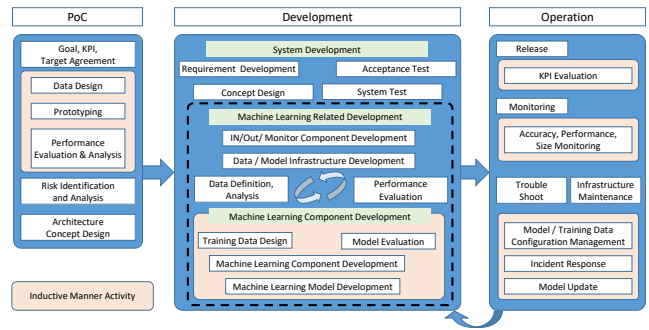 PoC
Development
Operation
Goal, KPI,
Target Agreement
Data Design
Prototyping
Performance
Evaluation & Analysis
Risk Identification
and Analysis
Architecture
Concept Design
Inductive Manner Activity
System Development
Requirement Development
Acceptance Test
Concept Design
System Test
Machine Learning Related Development
IN/Out/ Monitor Component Development
Data / Model Infrastructure Development
Data Definition,
Analysis
Performance
Evaluation
Machine Learning Component Development
Training Data Design
Model Evaluation
Machine Learning Component Development
Machine Learning Model Development
Release
KPI Evaluation
Monitoring
Accuracy, Performance,
Size Monitoring
Trouble
Shoot
Infrastructure
Maintenance
Model / Training Data
Configuration Management
Incident Response
Model Update